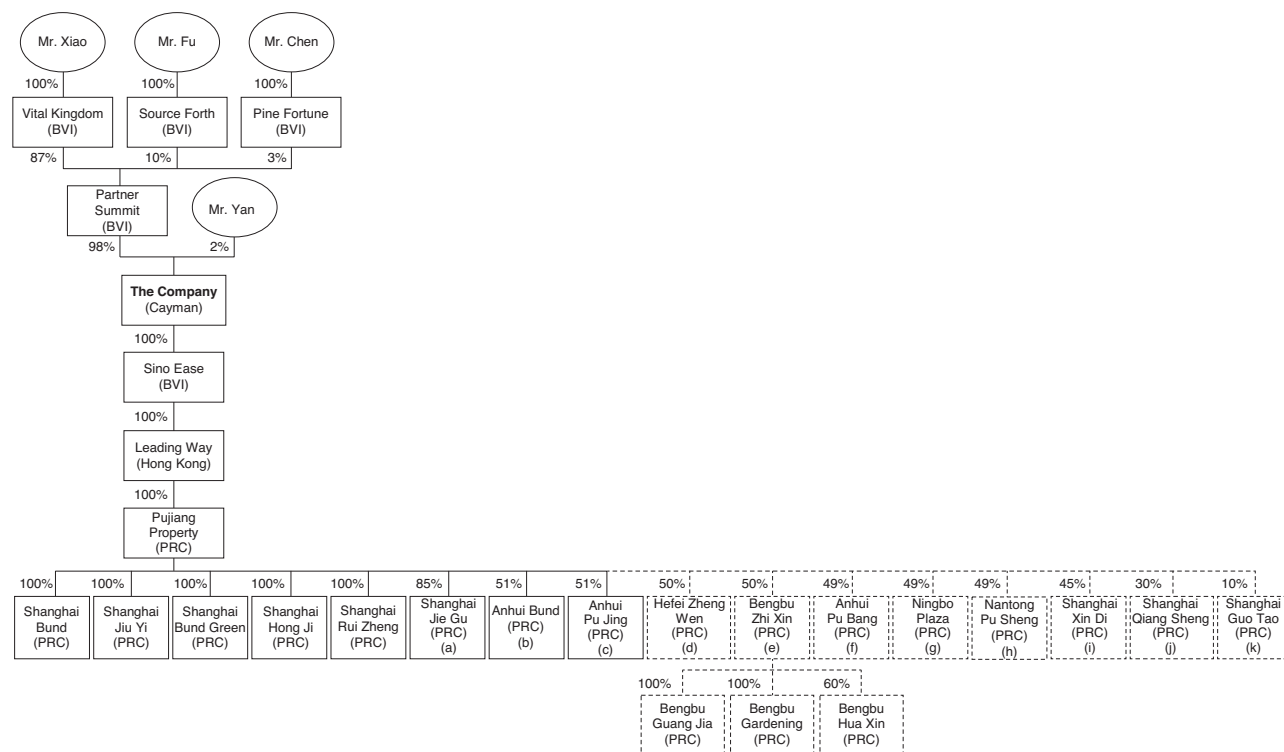 Mr. Xiao
Mr. Fu
Mr. Chen
100%
100%
100%
Vital Kingdom
(BVI)
Source Forth
(BVI)
Pine Fortune
(BVI)
87%
10%
3%
Partner
Summit
(BVI)
Mr. Yan
98%
2%
The Company
(Cayman)
100%
Sino Ease
(BVI)
100%
Leading Way
(Hong Kong)
100%
Pujiang
Property
(PRC)
100%
100%
100%
100%
100%
85%
51%
51%
50%
50%
49%
49%
49%
45%
30%
10%
Shanghai
Bund
(PRC)
Shanghai
Jiu Yi
(PRC)
Shanghai
Bund Green
(PRC)
Shanghai
Hong Ji
(PRC)
Shanghai
Rui Zheng
(PRC)
Shanghai
Jie Gu
(PRC)
(a)
Anhui Bund
(PRC)
(b)
Anhui
Pu Jing
(PRC)
(c)
Hefei Zheng
Wen
(PRC)
(d)
Bengbu
Zhi Xin
(PRC)
(e)
Anhui
Pu Bang
(PRC)
(f)
Ningbo
Plaza
(PRC)
(g)
Nantong
Pu Sheng
(PRC)
(h)
Shanghai
Xin Di
(PRC)
(i)
Shanghai
Qiang Sheng
(PRC)
(j)
Shanghai
Guo Tao
(PRC)
(k)
100%
100%
60%
Bengbu
Guang Jia
(PRC)
Bengbu
Gardening
(PRC)
Bengbu
Hua Xin
(PRC)